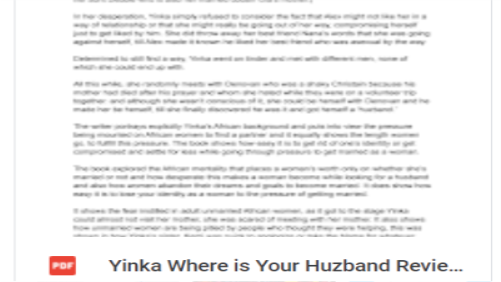 In her desperation, Yinka simply refused to consider the fact that Alex might not like her in a
way of relationship or that she might really be going out of her way, compromising herself
just to get liked by him. She did throw away her best friend Nana's words that she was going
against herself, till Alex made it known he liked her best friend who was asexual by the way
Determined to still find a way, Yinka went on tinder and met with different men, none of
which she could end up with.
All this while, she randomly meets with Donovan who was a shaky Christian because his
mother had died after his prayer and whom she hated while they were on a volunteer trip
together and although she wasn't conscious of it, she could be herself with Donovan and he
made her be herself, till she finally discovered he was it and got herself a 'huzband.'
The writer portrays explicitly Yinka's African background and puts into view the pressure
being mounted on African women to find a partner and it equally shows the length women
go, to fulfil this pressure. The book shows how easy it is to get rid of one's identity or get
compromised and settle for less while going through pressure to get married as a woman.
The book explored the African mentality that places a women's worth only on whether she's
married or not and how desperate this makes a woman become while looking for a husband
and also how women abandon their dreams and goals to become married. It does show how
easy it is to lose your identity as a woman to the pressure of getting married.
It shows the fear instilled in adult unmarried African women, as it got to the stage Yinka
could almost not visit her mother, she was scared of meeting with her mother. It also shows
how unmarried women are being pitied by people who thought they were helping, this was
PDF
Yinka Where is Your Huzband Revie...